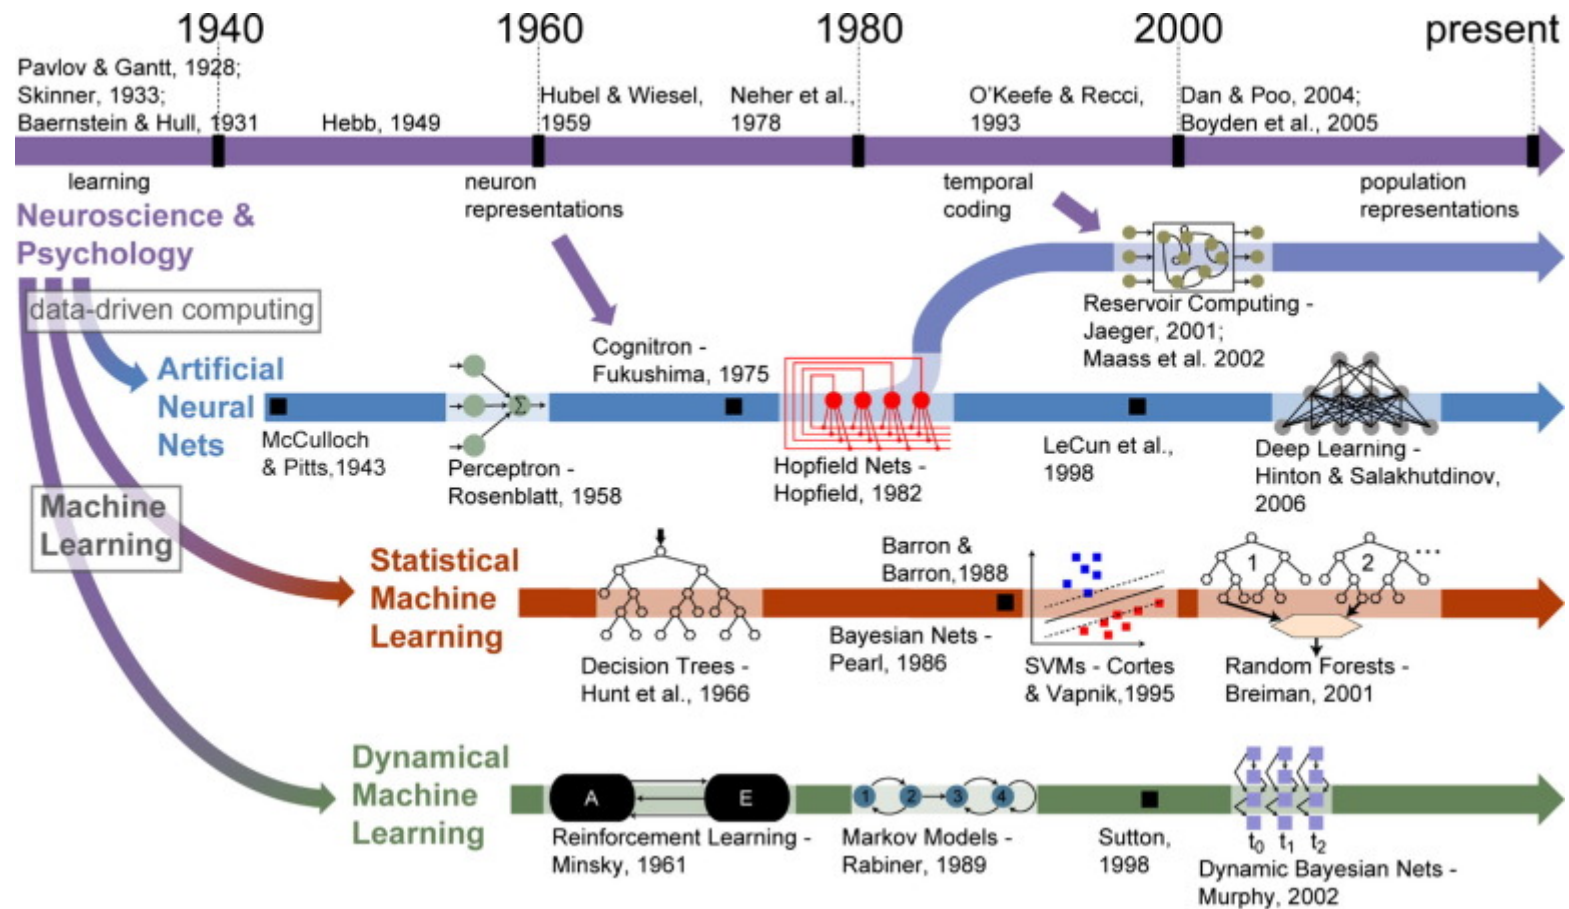 1940
1960
1980
2000
present
Pavlov & Gantt, 1928;
Skinner, 1933;
Baernstein & Hull, 1931
Hebb, 1949
Hubel & Wiesel,
1959
Neher et al.,
1978
O'Keefe & Recci,
1993
Dan & Poo, 2004;
Boyden et al., 2005
learning
neuron
representations
temporal
coding
population
representations
Neuroscience &
Psychology
data-driven computing
Reservoir Computing -
Jaeger, 2001;
Maass et al. 2002
Artificial
Neural
Nets
McCulloch
& Pitts,1943
Σ
Perceptron -
Rosenblatt, 1958
Cognitron -
Fukushima, 1975
Hopfield Nets -
Hopfield, 1982
LeCun et al.,
1998
Deep Learning -
Hinton & Salakhutdinov,
2006
Machine
Learning
Statistical
Machine
Learning
Decision Trees -
Hunt et al., 1966
Barron &
Barron,1988
Bayesian Nets -
Pearl, 1986
SVMs - Cortes
& Vapnik,1995
1
2
...
Random Forests -
Breiman, 2001
Dynamical
Machine
Learning
A
E
Reinforcement Learning -
Minsky, 1961
1
2
3
4
Markov Models -
Rabiner, 1989
Sutton,
1998
t0 t1 t2
Dynamic Bayesian Nets -
Murphy, 2002